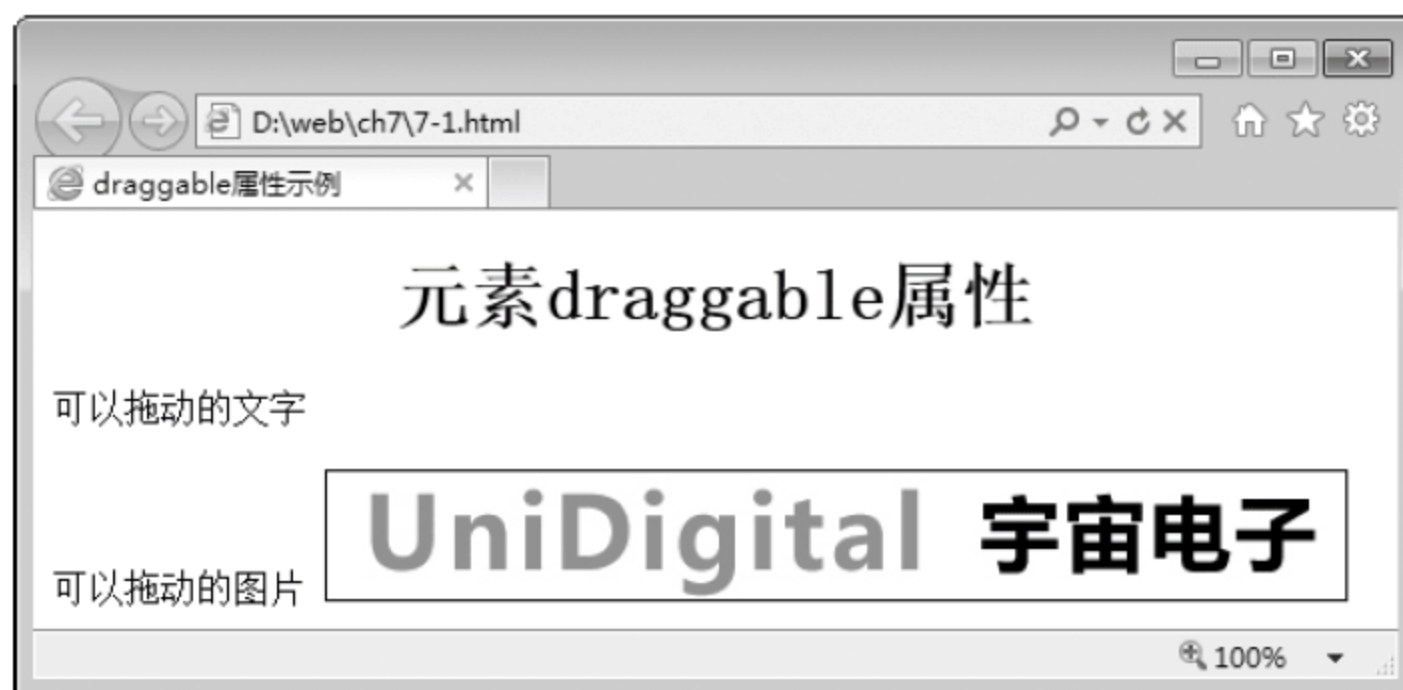 D:\web\ch7\7-1.html
draggable属性示例
元素draggable属性
可以拖动的文字
可以拖动的图片 UniDigital 宇宙电子
100%